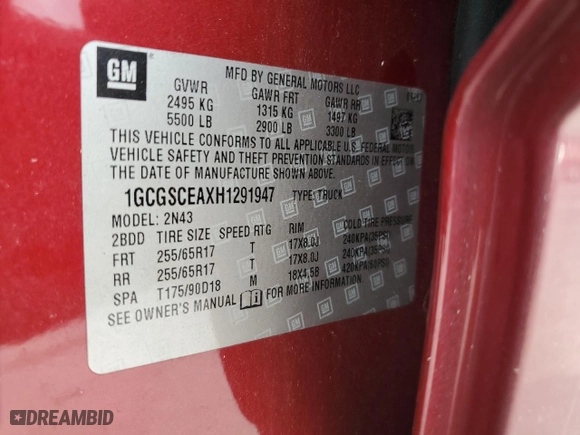 GM
MFD BY GENERAL MOTORS LLC
GVWR GAWR FRT GAWR RR
2495 KG 1315 KG 1497 KG
5500 LB 2900 LB 3300 LB
THIS VEHICLE CONFORMS TO ALL APPLICABLE U.S. FEDERAL MOTOR
VEHICLE SAFETY AND THEFT PREVENTION STANDARDS IN EFFECT ON
THE DATE OF MANUFACTURE SHOWN ABOVE.
1GCGSCEAXH1291947 TYPE: TRUCK
MODEL: 2N43
2BDD TIRE SIZE SPEED RTG RIM COLD TIRE PRESSURE
FRT 255/65R17 T 17X8.0J 240KPA(35PSI)
RR 255/65R17 T 17X8.0J 240KPA(35PSI)
SPA T175/90D18 M 18X4.5B 420KPA(60PSI)
SEE OWNER'S MANUAL FOR MORE INFORMATION
DREAMBID